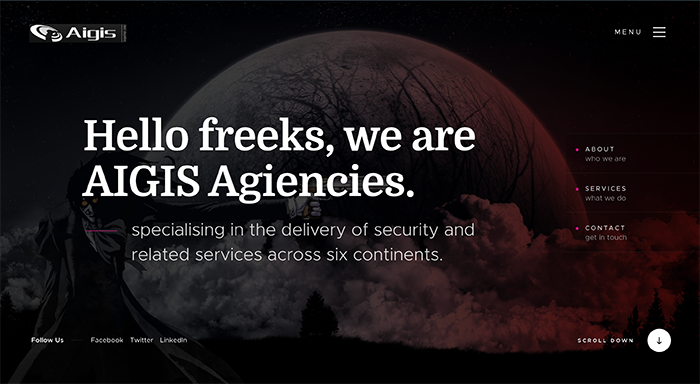 Aigis
MENU
Hello freeks, we are
AIGIS Agiencies.
specialising in the delivery of security and
related services across six continents.
ABOUT
who we are
SERVICES
what we do
CONTACT
get in touch
Follow Us
Facebook Twitter LinkedIn
SCROLL DOWN